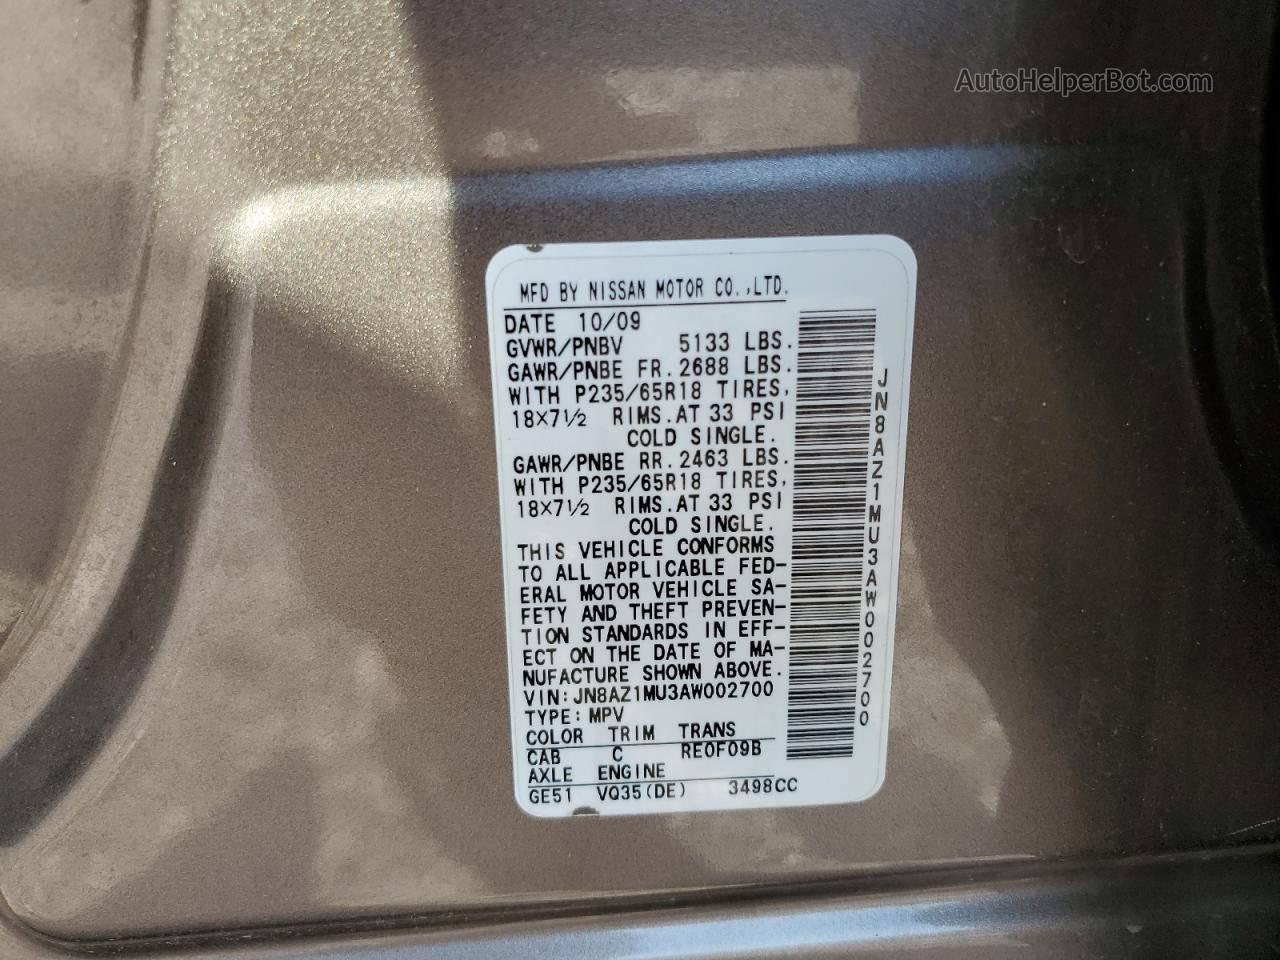 AutoHelperBot.com
MFD BY NISSAN MOTOR CO.,LTD.
DATE 10/09
GVWR/PNBV 5133 LBS.
GAWR/PNBE FR.2688 LBS.
WITH P235/65R18 TIRES,
18X7½ RIMS.AT 33 PSI
COLD SINGLE.
GAWR/PNBE RR.2463 LBS.
WITH P235/65R18 TIRES,
18X7½ RIMS.AT 33 PSI
COLD SINGLE.
THIS VEHICLE CONFORMS
TO ALL APPLICABLE FED-
ERAL MOTOR VEHICLE SA-
FETY AND THEFT PREVEN-
TION STANDARDS IN EFF-
ECT ON THE DATE OF MA-
NUFACTURE SHOWN ABOVE.
VIN:JN8AZ1MU3AW002700
TYPE:MPV
COLOR TRIM TRANS
CAB C RE0F09B
AXLE ENGINE
GE51 VQ35(DE) 3498CC
JN8AZ1MU3AW002700